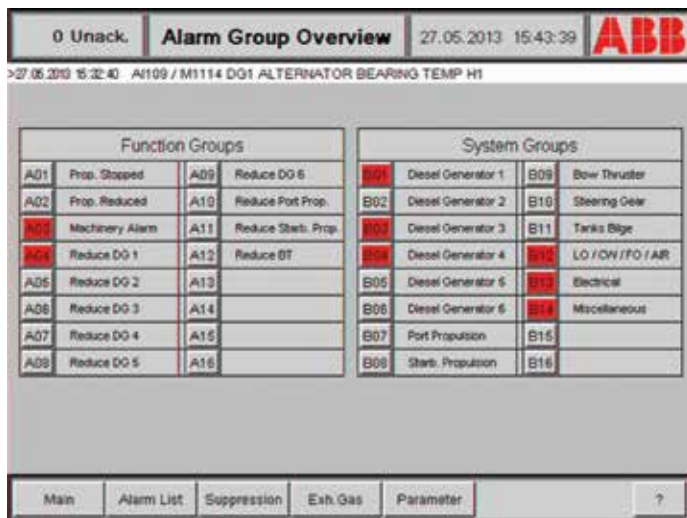 0 Unack.
Alarm Group Overview
27.05.2013 15:43:39
ABB
>27.05.2013 15:32:40 AI109 / M1114 DG1 ALTERNATOR BEARING TEMP H1
Function Groups
A01 Prop. Stopped A09 Reduce DG 6
A02 Prop. Reduced A10 Reduce Port Prop.
A03 Machinery Alarm A11 Reduce Starb. Prop.
A04 Reduce DG 1 A12 Reduce BT
A05 Reduce DG 2 A13
A06 Reduce DG 3 A14
A07 Reduce DG 4 A15
A08 Reduce DG 5 A16
System Groups
B01 Diesel Generator 1 B09 Bow Thruster
B02 Diesel Generator 2 B10 Steering Gear
B03 Diesel Generator 3 B11 Tanks Bilge
B04 Diesel Generator 4 B12 LO / CW / FO / AIR
B05 Diesel Generator 5 B13 Electrical
B06 Diesel Generator 6 B14 Miscellaneous
B07 Port Propulsion B15
B08 Starb. Propulsion B16
Main Alarm List Suppression Exh.Gas Parameter ?